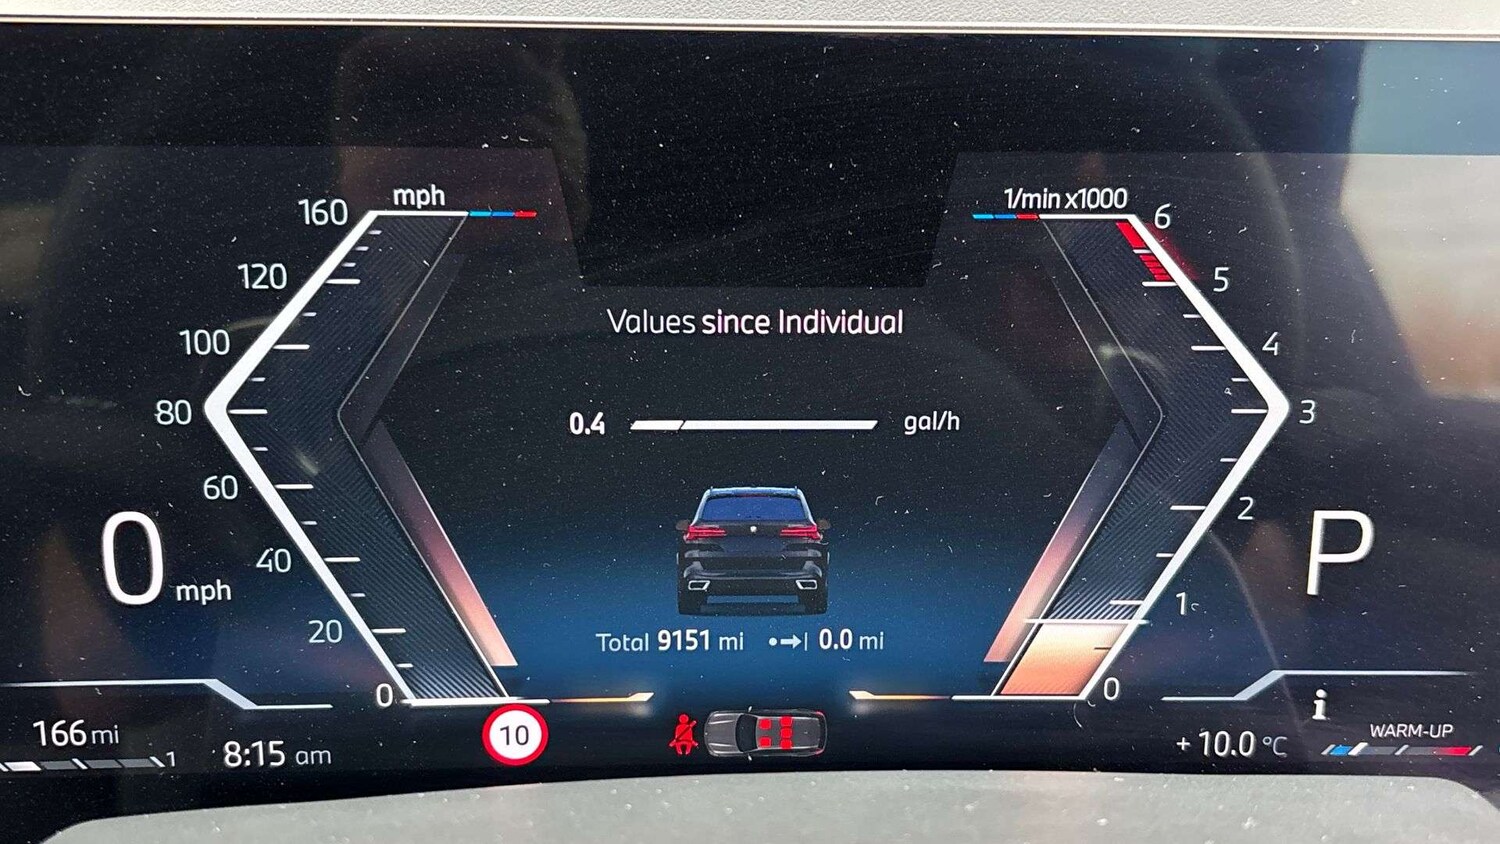 mph
160
120
100
80
60
40
20
0
0 mph
1/min x1000
6
5
4
3
2
1
0
P
Values since Individual
0.4 gal/h
Total 9151 mi 0.0 mi
166 mi
1
8:15 am
10
+10.0 °C
i
WARM-UP